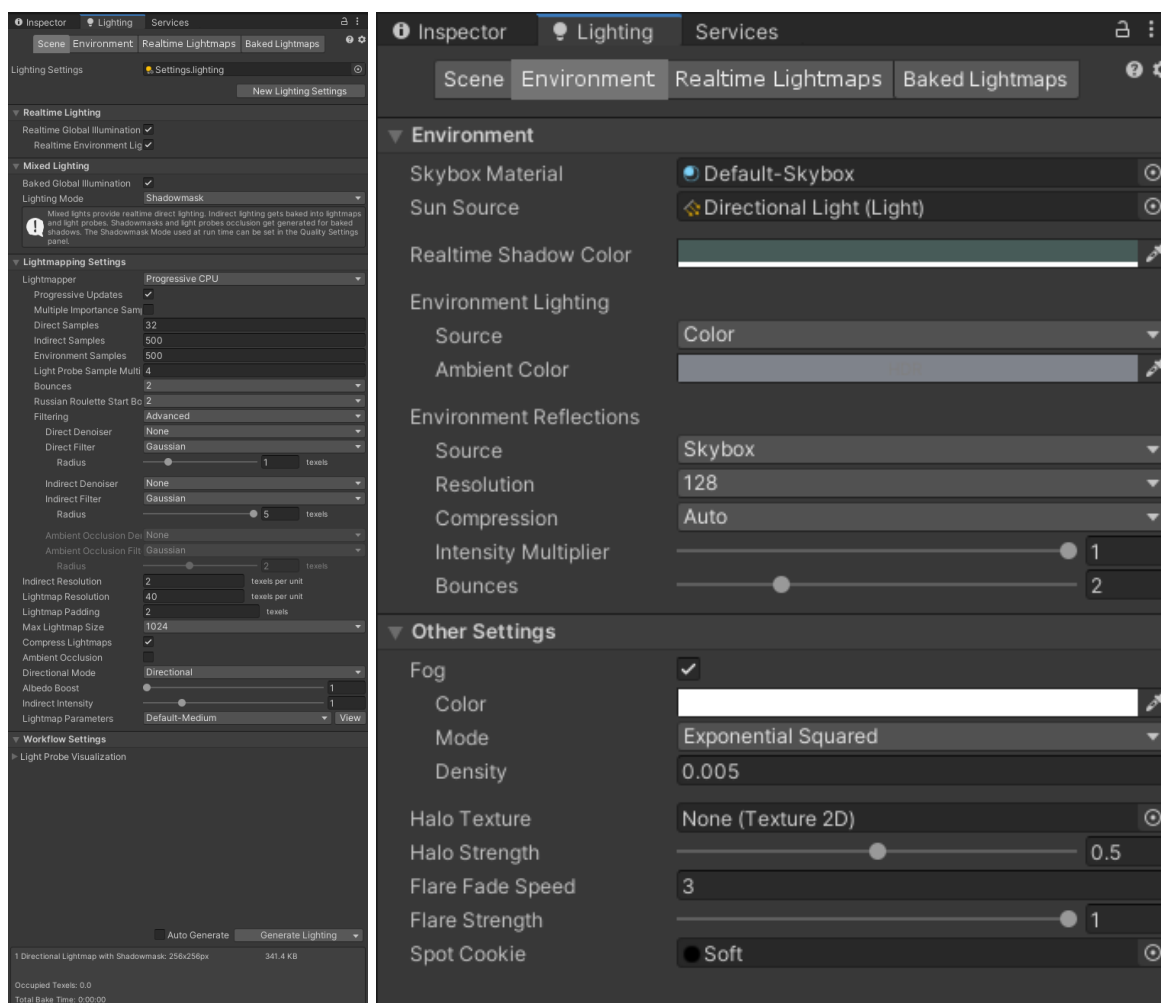 Inspector Lighting Services
Scene Environment Realtime Lightmaps Baked Lightmaps
Lighting Settings Settings.lighting
New Lighting Settings
Realtime Lighting
Realtime Global Illumination
Realtime Environment Lig
Mixed Lighting
Baked Global Illumination
Lighting Mode Shadowmask
Mixed lights provide realtime direct lighting. Indirect lighting gets baked into lightmaps
and light probes. Shadowmasks and light probes occlusion get generated for baked
shadows. The Shadowmask Mode used at run time can be set in the Quality Settings
panel.
Lightmapping Settings
Lightmapper Progressive CPU
Progressive Updates
Multiple Importance Sam
Direct Samples 32
Indirect Samples 500
Environment Samples 500
Light Probe Sample Multi 4
Bounces 2
Russian Roulette Start Bo 2
Filtering Advanced
Direct Denoiser None
Direct Filter Gaussian
Radius 1 texels
Indirect Denoiser None
Indirect Filter Gaussian
Radius 5 texels
Ambient Occlusion De None
Ambient Occlusion Filt Gaussian
Radius 2 texels
Indirect Resolution 2 texels per unit
Lightmap Resolution 40 texels per unit
Lightmap Padding 2 texels
Max Lightmap Size 1024
Compress Lightmaps
Ambient Occlusion
Directional Mode Directional
Albedo Boost 1
Indirect Intensity 1
Lightmap Parameters Default-Medium View
Workflow Settings
Light Probe Visualization
Auto Generate Generate Lighting
1 Directional Lightmap with Shadowmask: 256x256px 341.4 KB
Occupied Texels: 0.0
Total Bake Time: 0:00:00
Inspector Lighting Services
Scene Environment Realtime Lightmaps Baked Lightmaps
Environment
Skybox Material Default-Skybox
Sun Source Directional Light (Light)
Realtime Shadow Color
Environment Lighting
Source Color
Ambient Color
Environment Reflections
Source Skybox
Resolution 128
Compression Auto
Intensity Multiplier 1
Bounces 2
Other Settings
Fog
Color
Mode Exponential Squared
Density 0.005
Halo Texture None (Texture 2D)
Halo Strength 0.5
Flare Fade Speed 3
Flare Strength 1
Spot Cookie Soft